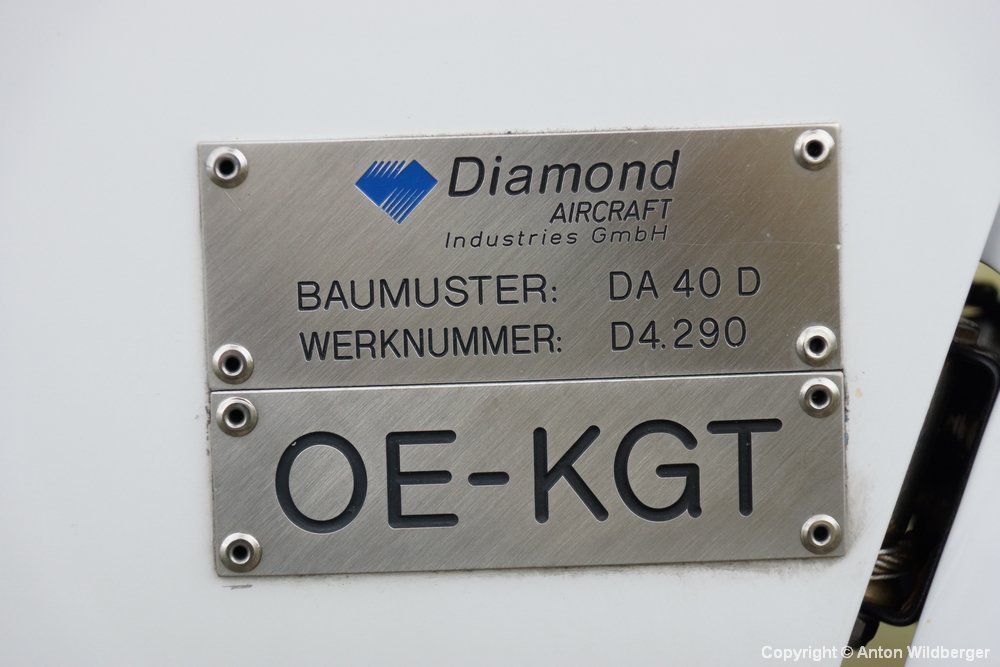 Diamond
AIRCRAFT
Industries GmbH
BAUMUSTER: DA 40 D
WERKNUMMER: D4.290
OE-KGT
Copyright © Anton Wildberger